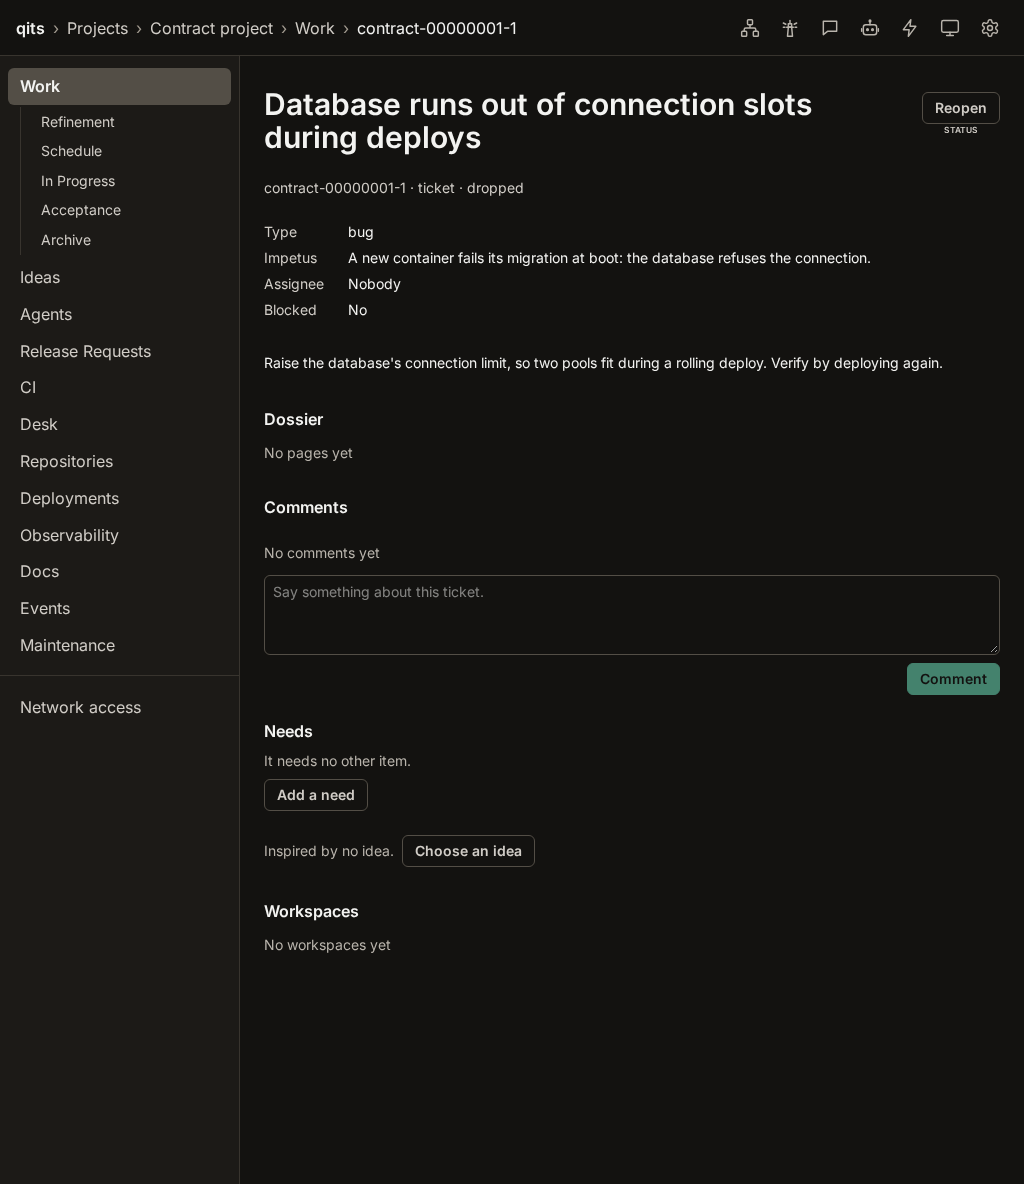 qits › Projects › Contract project › Work › contract-00000001-1
Work
Refinement
Schedule
In Progress
Acceptance
Archive
Ideas
Agents
Release Requests
CI
Desk
Repositories
Deployments
Observability
Docs
Events
Maintenance
Network access
Database runs out of connection slots
during deploys
Reopen
STATUS
contract-00000001-1 · ticket · dropped
Type bug
Impetus A new container fails its migration at boot: the database refuses the connection.
Assignee Nobody
Blocked No
Raise the database's connection limit, so two pools fit during a rolling deploy. Verify by deploying again.
Dossier
No pages yet
Comments
No comments yet
Say something about this ticket.
Comment
Needs
It needs no other item.
Add a need
Inspired by no idea. Choose an idea
Workspaces
No workspaces yet